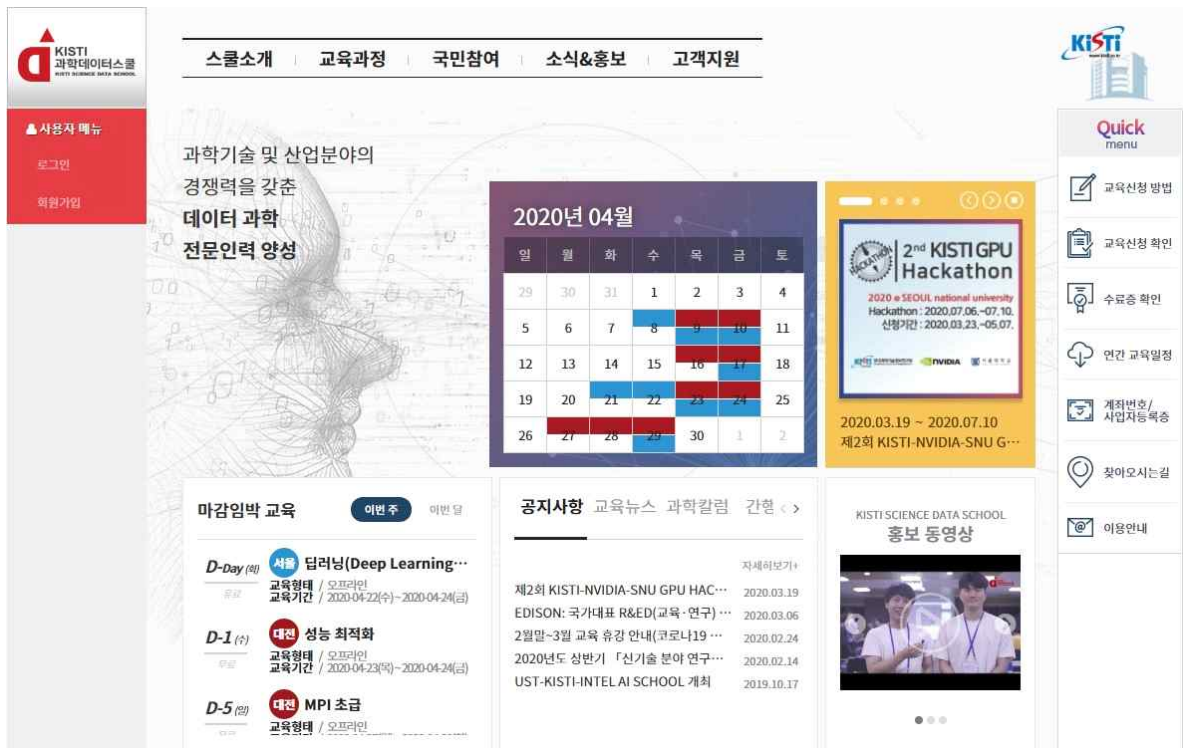 KISTI
과학데이터스쿨
KISTI SCIENCE DATA SCHOOL
스쿨소개
교육과정
국민참여
소식&홍보
고객지원
KiSTi
사용자 메뉴
로그인
회원가입
과학기술 및 산업분야의
경쟁력을 갖춘
데이터 과학
전문인력 양성
2020년 04월
일 월 화 수 목 금 토
29 30 31 1 2 3 4
5 6 7 8 9 10 11
12 13 14 15 16 17 18
19 20 21 22 23 24 25
26 27 28 29 30 1 2
HACKATHON
2nd KISTI GPU
Hackathon
2020 @ SEOUL national university
Hackathon : 2020.07.06.~07.10.
신청기간 : 2020.03.23.~05.07.
KiSTi
NVIDIA
2020.03.19 ~ 2020.07.10
제2회 KISTI-NVIDIA-SNU G···
Quick
menu
교육신청 방법
교육신청 확인
수료증 확인
연간 교육일정
계좌번호/
사업자등록증
찾아오시는길
이용안내
마감임박 교육
이번 주
이번 달
D-Day (화)
유료
서울 딥러닝(Deep Learning···
교육형태 / 오프라인
교육기간 / 2020-04-22(수) ~ 2020-04-24(금)
D-1 (수)
무료
대전 성능 최적화
교육형태 / 오프라인
교육기간 / 2020-04-23(목) ~ 2020-04-24(금)
D-5 (일)
대전 MPI 초급
교육형태 / 오프라인
공지사항 교육뉴스 과학칼럼 간행 < >
자세히보기+
제2회 KISTI-NVIDIA-SNU GPU HAC··· 2020.03.19
EDISON: 국가대표 R&ED(교육·연구) ··· 2020.03.06
2월말~3월 교육 휴강 안내(코로나19 ··· 2020.02.24
2020년도 상반기 「신기술 분야 연구··· 2020.02.14
UST-KISTI-INTEL AI SCHOOL 개최 2019.10.17
KISTI SCIENCE DATA SCHOOL
홍보 동영상